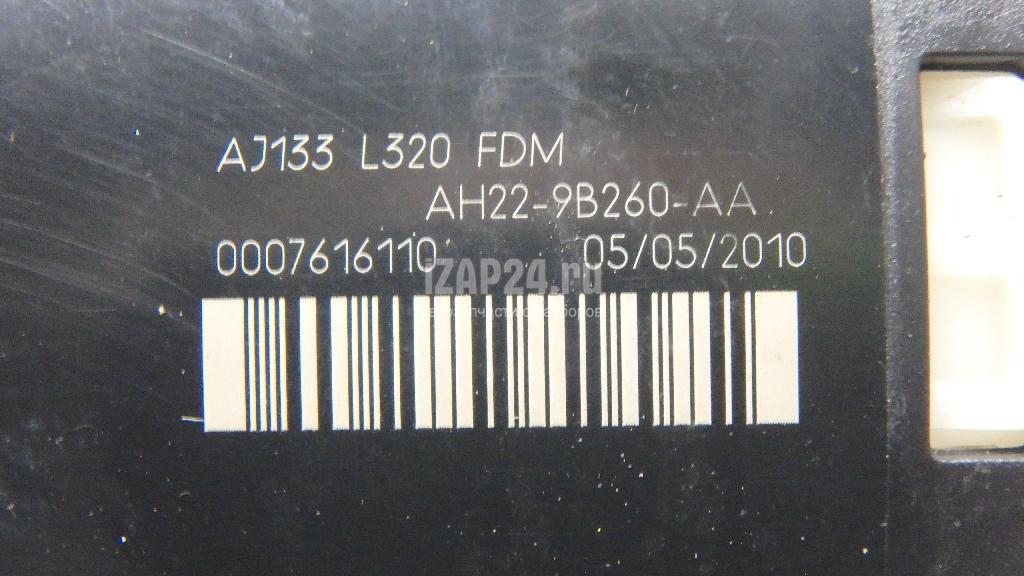 AJ133 L320 FDM
AH22-9B260-AA
0007616110 05/05/2010
iZAP24.ru